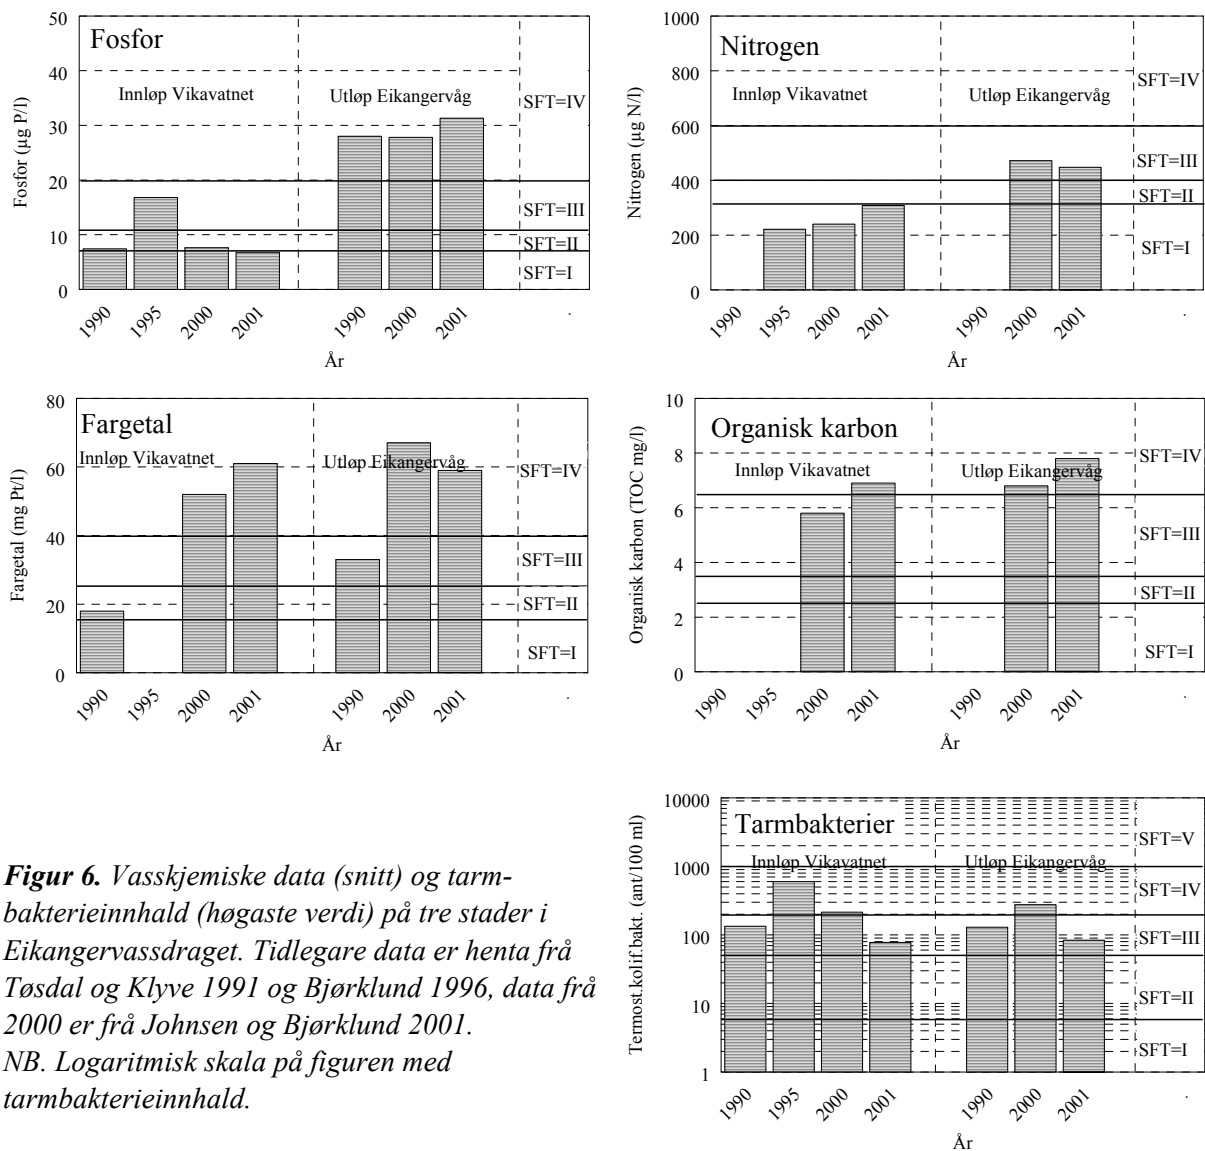 Fosfor
Fosfor (µg P/l)
50
40
30
20
10
0
Innløp Vikavatnet
Utløp Eikangervåg
SFT=IV
SFT=III
SFT=II
SFT=I
1990 1995 2000 2001 1990 2000 2001
År
Nitrogen
Nitrogen (µg N/l)
1000
800
600
400
200
0
Innløp Vikavatnet
Utløp Eikangervåg
SFT=IV
SFT=III
SFT=II
SFT=I
1990 1995 2000 2001 1990 2000 2001
År
Fargetal
Fargetal (mg Pt/l)
80
60
40
20
0
Innløp Vikavatnet
Utløp Eikangervåg
SFT=IV
SFT=III
SFT=II
SFT=I
1990 1995 2000 2001 1990 2000 2001
År
Organisk karbon
Organisk karbon (TOC mg/l)
10
8
6
4
2
0
Innløp Vikavatnet
Utløp Eikangervåg
SFT=IV
SFT=III
SFT=II
SFT=I
1990 1995 2000 2001 1990 2000 2001
År
Figur 6. Vasskjemiske data (snitt) og tarm-
bakterieinnhald (høgaste verdi) på tre stader i
Eikangervassdraget. Tidlegare data er henta frå
Tøsdal og Klyve 1991 og Bjørklund 1996, data frå
2000 er frå Johnsen og Bjørklund 2001.
NB. Logaritmisk skala på figuren med
tarmbakterieinnhald.
Tarmbakterier
Termost.kolif.bakt. (ant/100 ml)
10000
1000
100
10
1
Innløp Vikavatnet
Utløp Eikangervåg
SFT=V
SFT=IV
SFT=III
SFT=II
SFT=I
1990 1995 2000 2001 1990 2000 2001
År